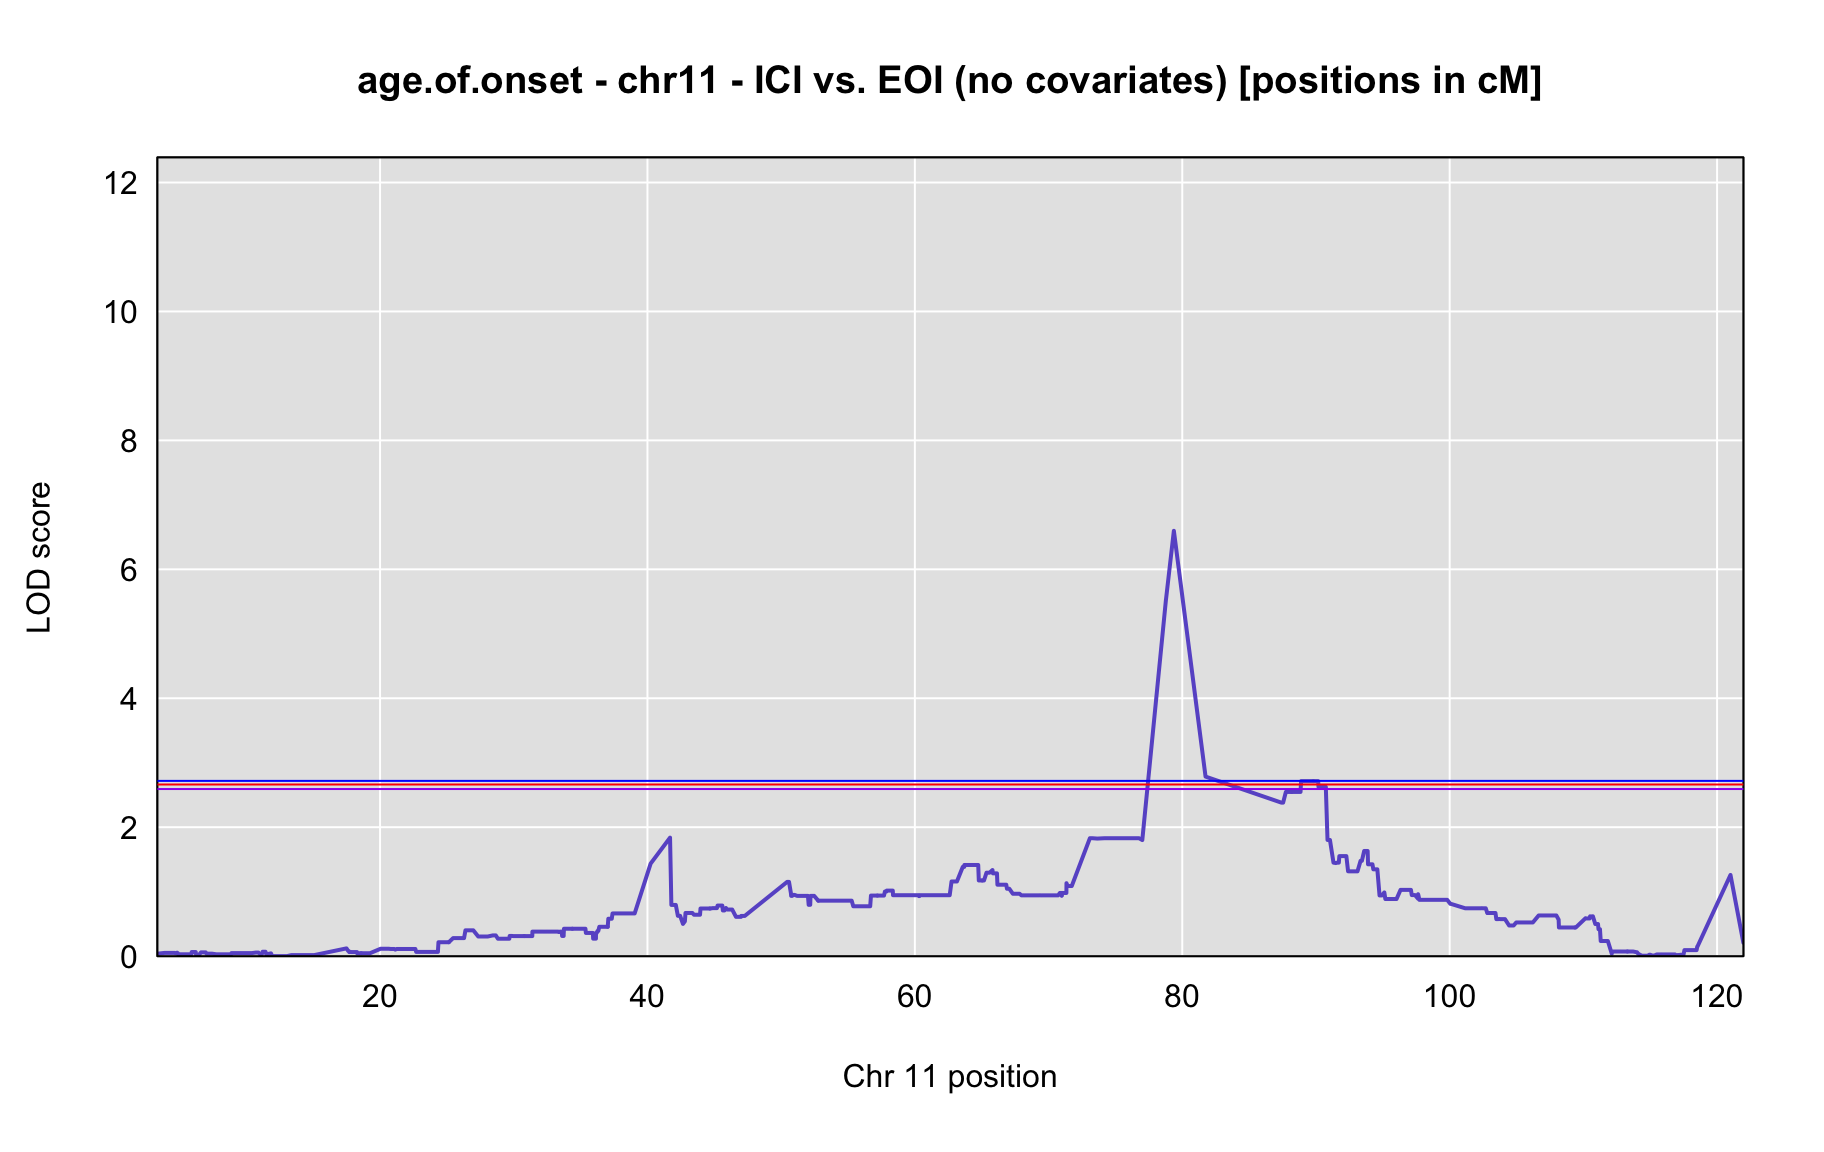 age.of.onset - chr11 - ICI vs. EOI (no covariates) [positions in cM]
12
10
8
6
4
2
0
LOD score
20 40 60 80 100 120
Chr 11 position